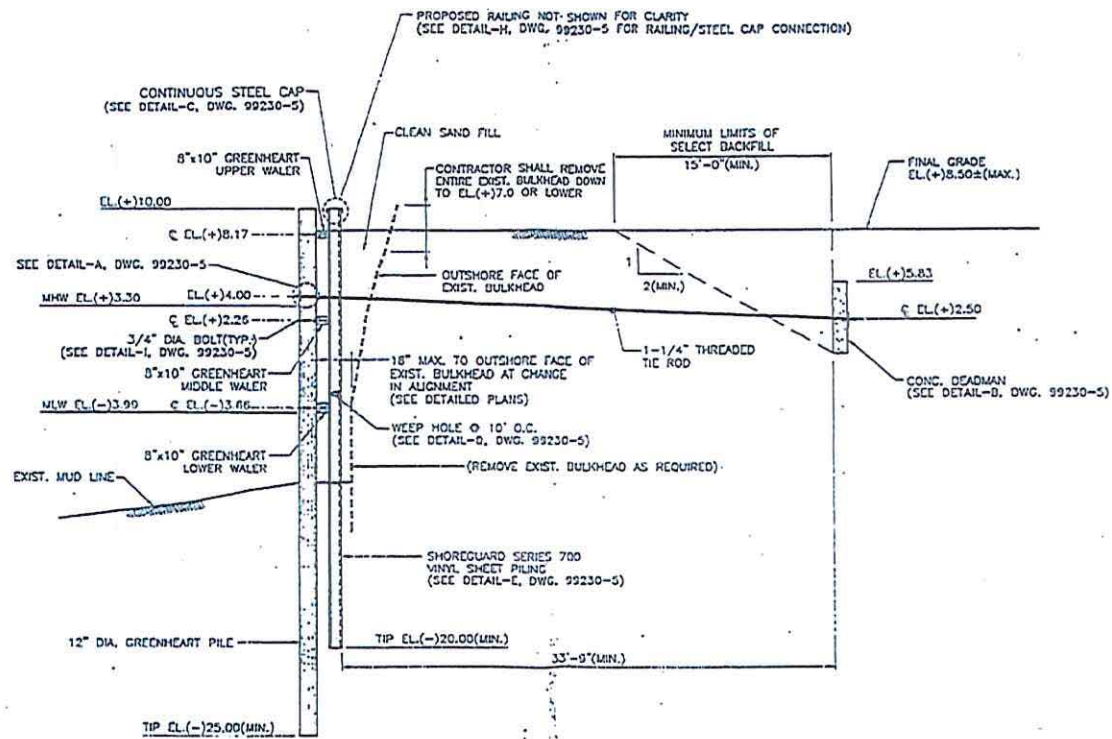 PROPOSED RAILING NOT SHOWN FOR CLARITY
(SEE DETAIL-H, DWG. 99230-5 FOR RAILING/STEEL CAP CONNECTION)
CONTINUOUS STEEL CAP
(SEE DETAIL-C, DWG. 99230-5)
CLEAN SAND FILL
MINIMUM LIMITS OF
SELECT BACKFILL
15'-0"(MIN.)
8"x10" GREENHEART
UPPER WALER
CONTRACTOR SHALL REMOVE
ENTIRE EXIST. BULKHEAD DOWN
TO EL.(+)7.0 OR LOWER
FINAL GRADE
EL.(+)8.50±(MAX.)
EL.(+)10.00
℄ EL.(+)8.17
SEE DETAIL-A, DWG. 99230-5
OUTSHORE FACE OF
EXIST. BULKHEAD
1
2(MIN.)
EL.(+)5.83
MHW EL.(+)3.30
EL.(+)4.00
℄ EL.(+)2.26
℄ EL.(+)2.50
3/4" DIA. BOLT(TYP.)
(SEE DETAIL-I, DWG. 99230-5)
1-1/4" THREADED
TIE ROD
8"x10" GREENHEART
MIDDLE WALER
18" MAX. TO OUTSHORE FACE OF
EXIST. BULKHEAD AT CHANGE
IN ALIGNMENT
(SEE DETAILED PLANS)
CONC. DEADMAN
(SEE DETAIL-B, DWG. 99230-5)
MLW EL.(-)3.99
℄ EL.(-)3.66
WEEP HOLE @ 10' O.C.
(SEE DETAIL-D, DWG. 99230-5)
8"x10" GREENHEART
LOWER WALER
(REMOVE EXIST. BULKHEAD AS REQUIRED)
EXIST. MUD LINE
SHOREGUARD SERIES 700
VINYL SHEET PILING
(SEE DETAIL-E, DWG. 99230-5)
12" DIA. GREENHEART PILE
TIP EL.(-)20.00(MIN.)
33'-9"(MIN.)
TIP EL.(-)25.00(MIN.)